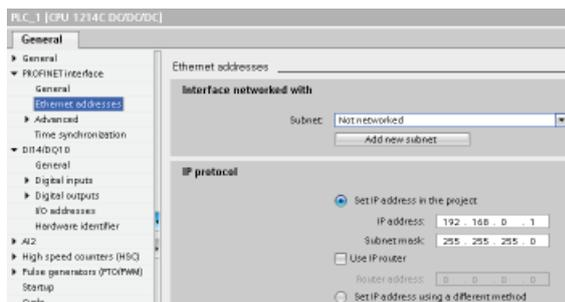 PLC_1 [CPU 1214C DC/DC/DC]
General
General
PROFINET interface
General
Ethernet addresses
Advanced
Time synchronization
DI14/DQ10
General
Digital inputs
Digital outputs
I/O addresses
Hardware identifier
AI2
High speed counters (HSC)
Pulse generators (PTO/PWM)
Startup
Cycle
Ethernet addresses
Interface networked with
Subnet: Not networked
Add new subnet
IP protocol
Set IP address in the project
IP address: 192 . 168 . 0 . 1
Subnet mask: 255 . 255 . 255 . 0
Use IP router
Router address: 0 . 0 . 0 . 0
Set IP address using a different method